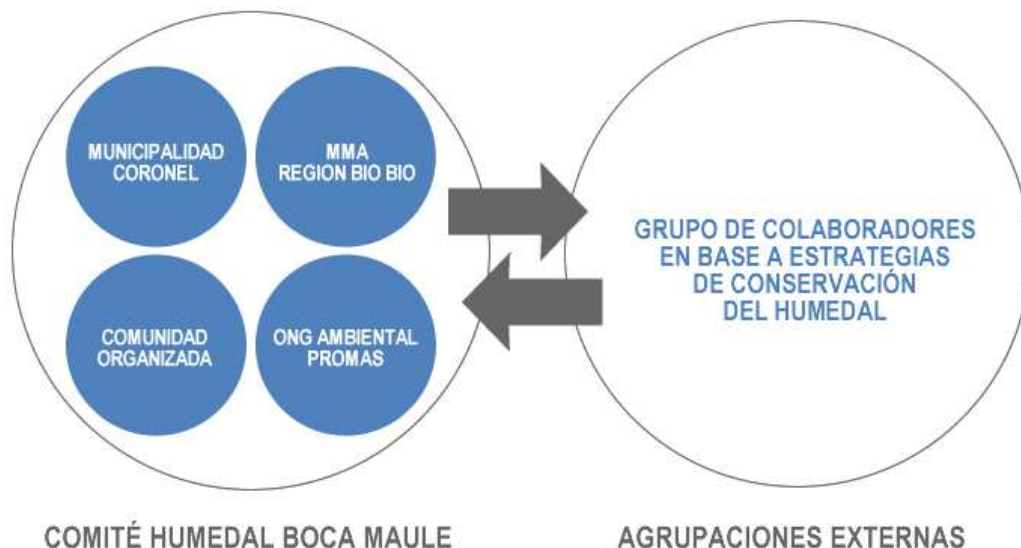 MUNICIPALIDAD
CORONEL
MMA
REGION BIO BIO
COMUNIDAD
ORGANIZADA
ONG AMBIENTAL
PROMAS
GRUPO DE COLABORADORES
EN BASE A ESTRATEGIAS
DE CONSERVACIÓN
DEL HUMEDAL
COMITÉ HUMEDAL BOCA MAULE
AGRUPACIONES EXTERNAS